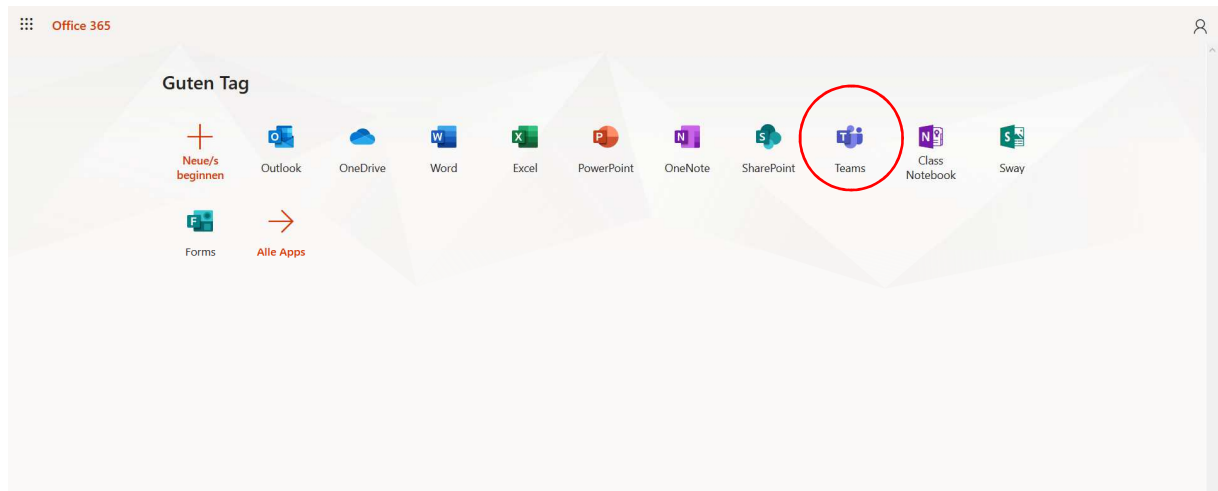 Office 365
Guten Tag
Neue/s
beginnen
Outlook
OneDrive
Word
Excel
PowerPoint
OneNote
SharePoint
Teams
Class
Notebook
Sway
Forms
Alle Apps